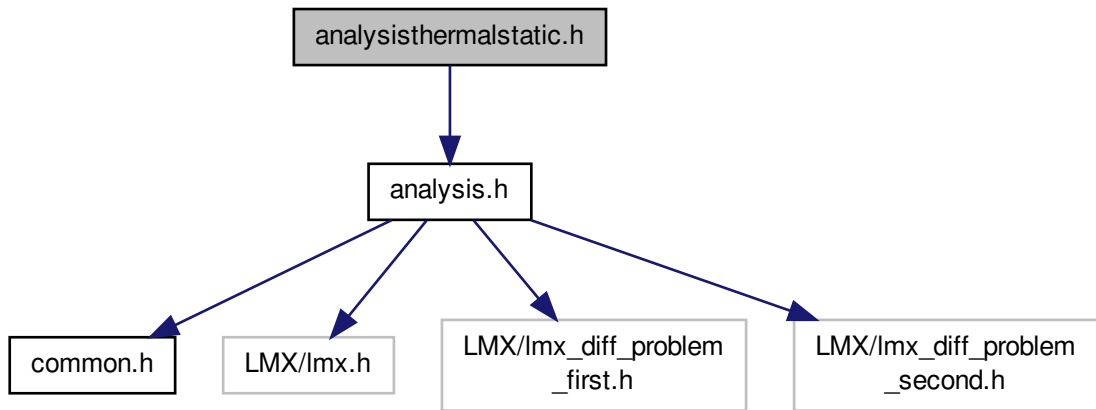 analysisthermalstatic.h
analysis.h
common.h
LMX/lmx.h
LMX/lmx_diff_problem
_first.h
LMX/lmx_diff_problem
_second.h